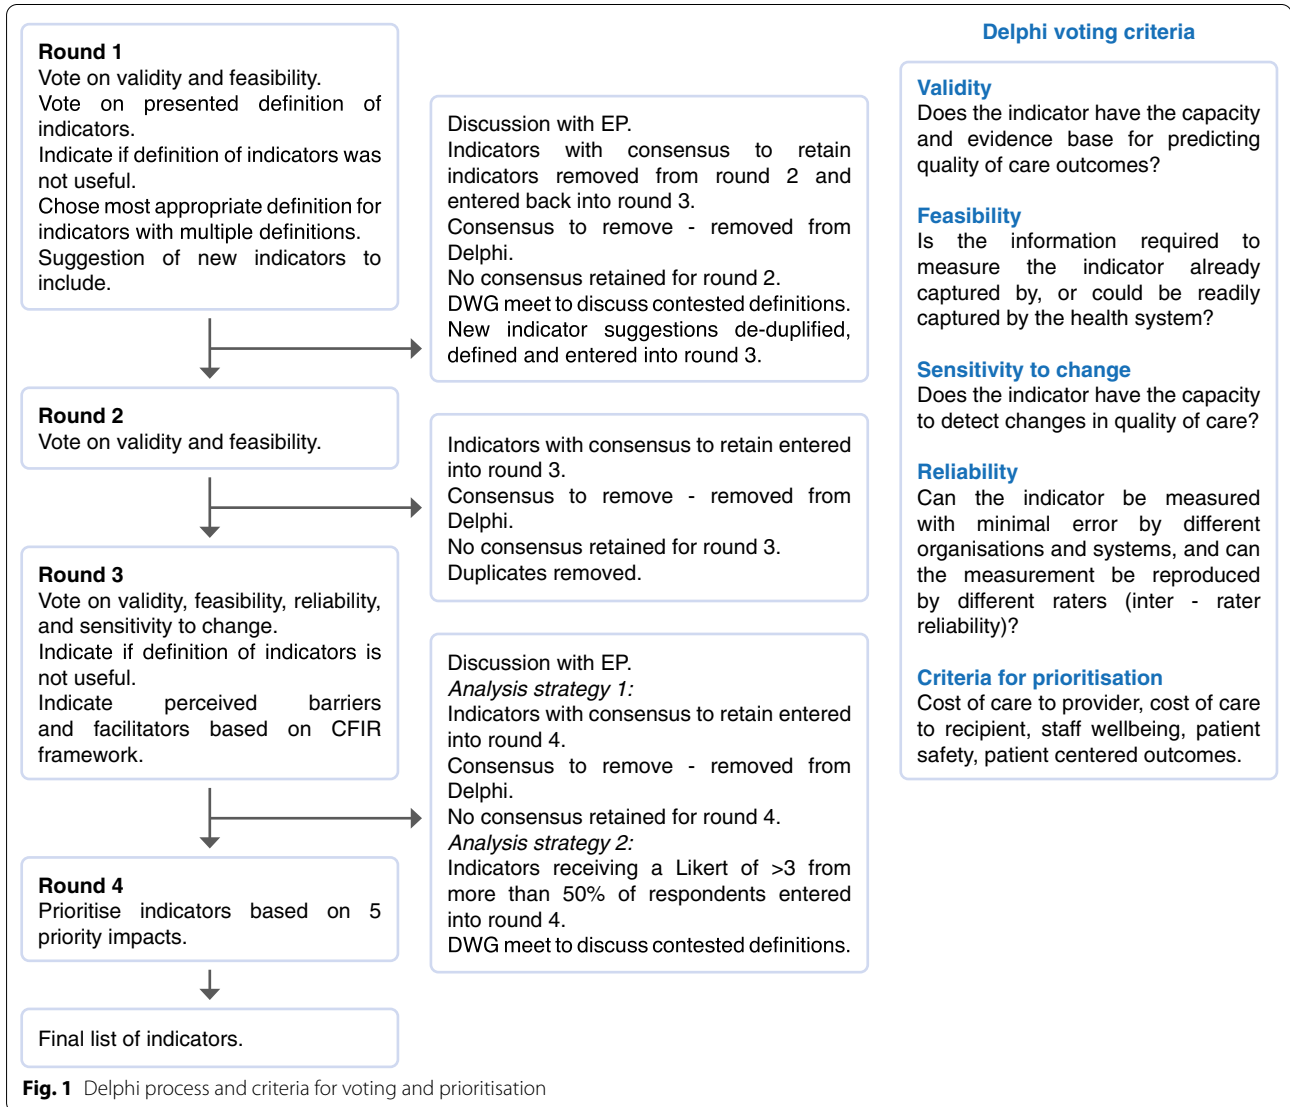 Round 1
Vote on validity and feasibility.
Vote on presented definition of
indicators.
Indicate if definition of indicators was
not useful.
Chose most appropriate definition for
indicators with multiple definitions.
Suggestion of new indicators to
include.
Discussion with EP.
Indicators with consensus to retain
indicators removed from round 2 and
entered back into round 3.
Consensus to remove - removed from
Delphi.
No consensus retained for round 2.
DWG meet to discuss contested definitions.
New indicator suggestions de-duplified,
defined and entered into round 3.
Round 2
Vote on validity and feasibility.
Indicators with consensus to retain entered
into round 3.
Consensus to remove - removed from
Delphi.
No consensus retained for round 3.
Duplicates removed.
Round 3
Vote on validity, feasibility, reliability,
and sensitivity to change.
Indicate if definition of indicators is
not useful.
Indicate perceived barriers
and facilitators based on CFIR
framework.
Discussion with EP.
Analysis strategy 1:
Indicators with consensus to retain entered
into round 4.
Consensus to remove - removed from
Delphi.
No consensus retained for round 4.
Analysis strategy 2:
Indicators receiving a Likert of >3 from
more than 50% of respondents entered
into round 4.
DWG meet to discuss contested definitions.
Round 4
Prioritise indicators based on 5
priority impacts.
Final list of indicators.
Delphi voting criteria
Validity
Does the indicator have the capacity
and evidence base for predicting
quality of care outcomes?
Feasibility
Is the information required to
measure the indicator already
captured by, or could be readily
captured by the health system?
Sensitivity to change
Does the indicator have the capacity
to detect changes in quality of care?
Reliability
Can the indicator be measured
with minimal error by different
organisations and systems, and can
the measurement be reproduced
by different raters (inter - rater
reliability)?
Criteria for prioritisation
Cost of care to provider, cost of care
to recipient, staff wellbeing, patient
safety, patient centered outcomes.
Fig. 1 Delphi process and criteria for voting and prioritisation